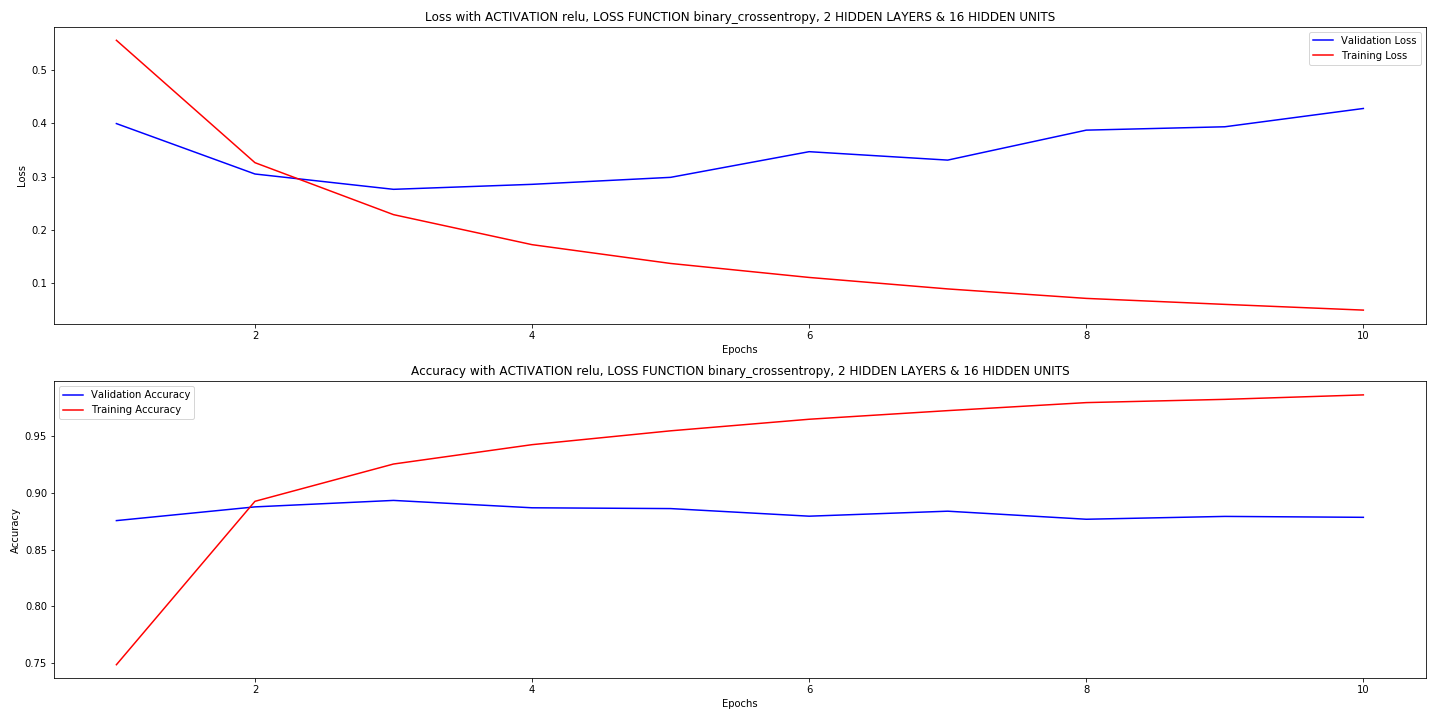 Loss with ACTIVATION relu, LOSS FUNCTION binary_crossentropy, 2 HIDDEN LAYERS & 16 HIDDEN UNITS
Validation Loss
Training Loss
0.5
0.4
0.3
0.2
0.1
Loss
2 4 6 8 10
Epochs
Accuracy with ACTIVATION relu, LOSS FUNCTION binary_crossentropy, 2 HIDDEN LAYERS & 16 HIDDEN UNITS
Validation Accuracy
Training Accuracy
0.95
0.90
0.85
0.80
0.75
Accuracy
2 4 6 8 10
Epochs